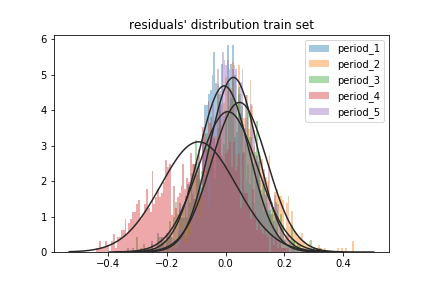 residuals' distribution train set
6
5
4
3
2
1
0
−0.4
−0.2
0.0
0.2
0.4
period_1
period_2
period_3
period_4
period_5